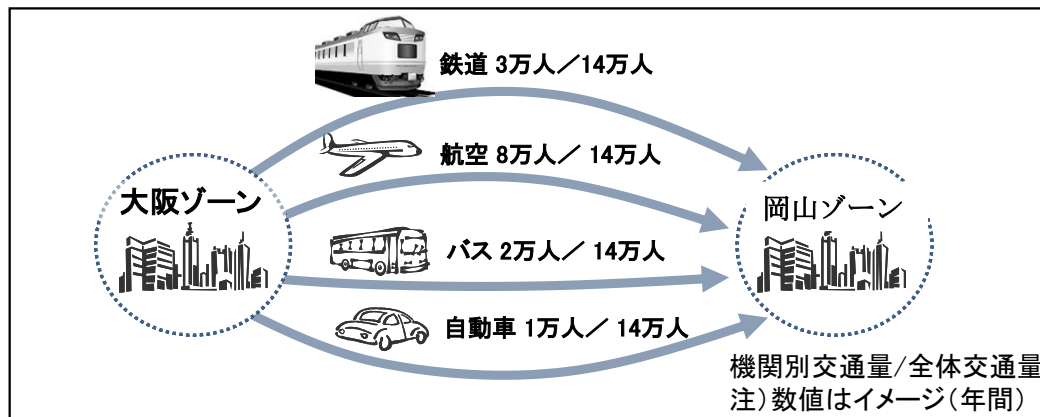 鉄道 3万人／14万人
航空 8万人／ 14万人
大阪ゾーン
岡山ゾーン
バス 2万人／ 14万人
自動車 1万人／ 14万人
機関別交通量/全体交通量
注）数値はイメージ（年間）